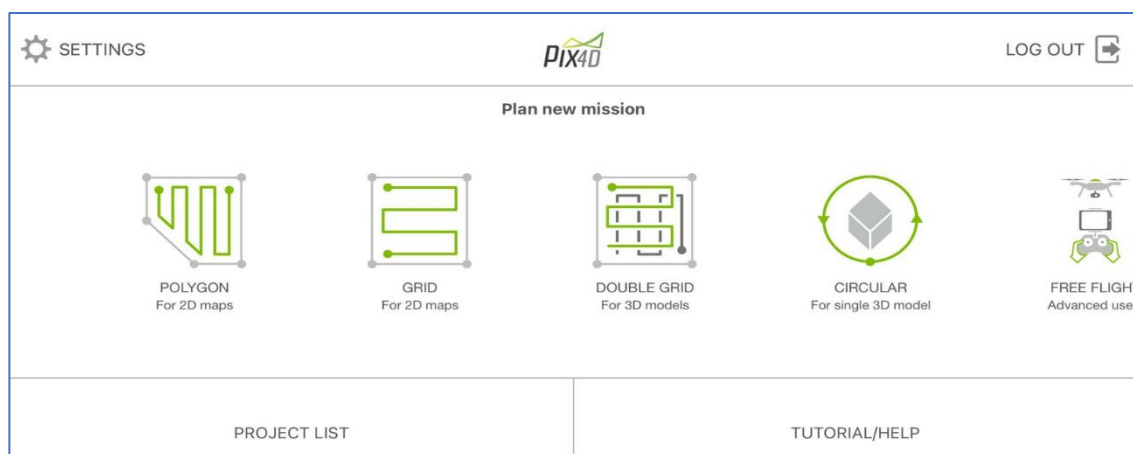 SETTINGS
PIX4D
LOG OUT
Plan new mission
POLYGON
For 2D maps
GRID
For 2D maps
DOUBLE GRID
For 3D models
CIRCULAR
For single 3D model
FREE FLIGH
Advanced use
PROJECT LIST
TUTORIAL/HELP